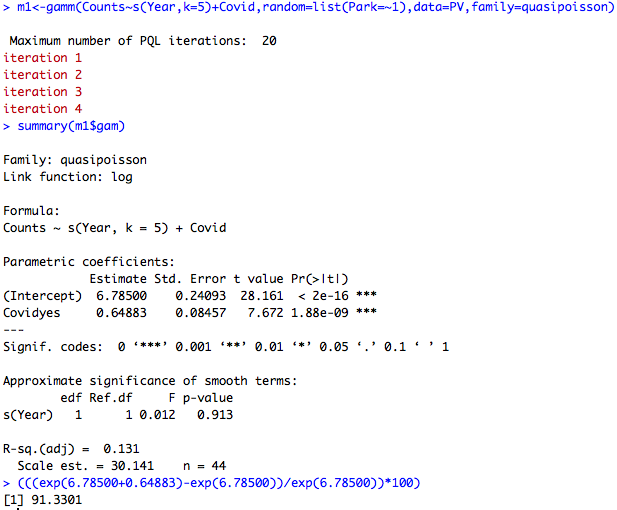 > m1<-gamm(Counts~s(Year,k=5)+Covid,random=list(Park=~1),data=PV,family=quasipoisson)
 Maximum number of PQL iterations:  20
iteration 1
iteration 2
iteration 3
iteration 4
> summary(m1$gam)
Family: quasipoisson
Link function: log
Formula:
Counts ~ s(Year, k = 5) + Covid
Parametric coefficients:
            Estimate Std. Error t value Pr(>|t|)
(Intercept)  6.78500    0.24093  28.161  < 2e-16 ***
Covidyes     0.64883    0.08457   7.672 1.88e-09 ***
---
Signif. codes:  0 ‘***’ 0.001 ‘**’ 0.01 ‘*’ 0.05 ‘.’ 0.1 ‘ ’ 1
Approximate significance of smooth terms:
        edf Ref.df     F p-value
s(Year)   1      1 0.012   0.913
R-sq.(adj) =  0.131
  Scale est. = 30.141    n = 44
> (((exp(6.78500+0.64883)-exp(6.78500))/exp(6.78500))*100)
[1] 91.3301